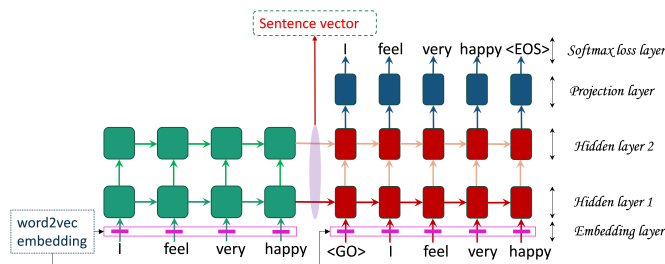 Sentence vector
I feel very happy <EOS>
Softmax loss layer
Projection layer
Hidden layer 2
Hidden layer 1
word2vec
embedding
Embedding layer
I feel very happy
<GO> I feel very happy